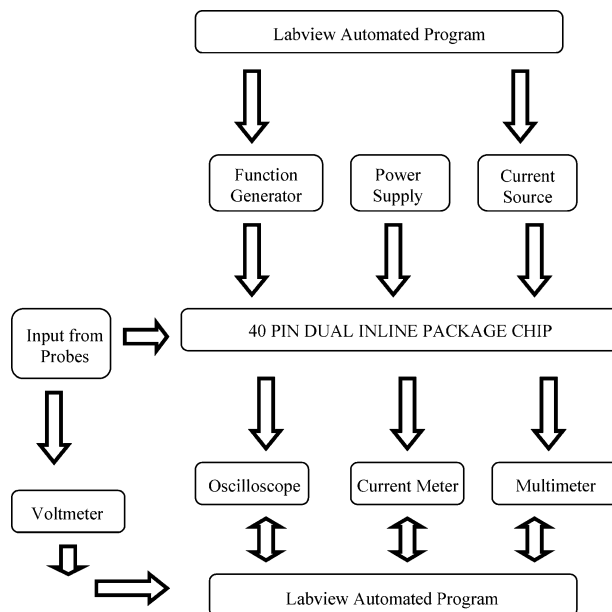 Labview Automated Program
Function
Generator
Power
Supply
Current
Source
Input from
Probes
40 PIN DUAL INLINE PACKAGE CHIP
Oscilloscope
Current Meter
Multimeter
Voltmeter
Labview Automated Program